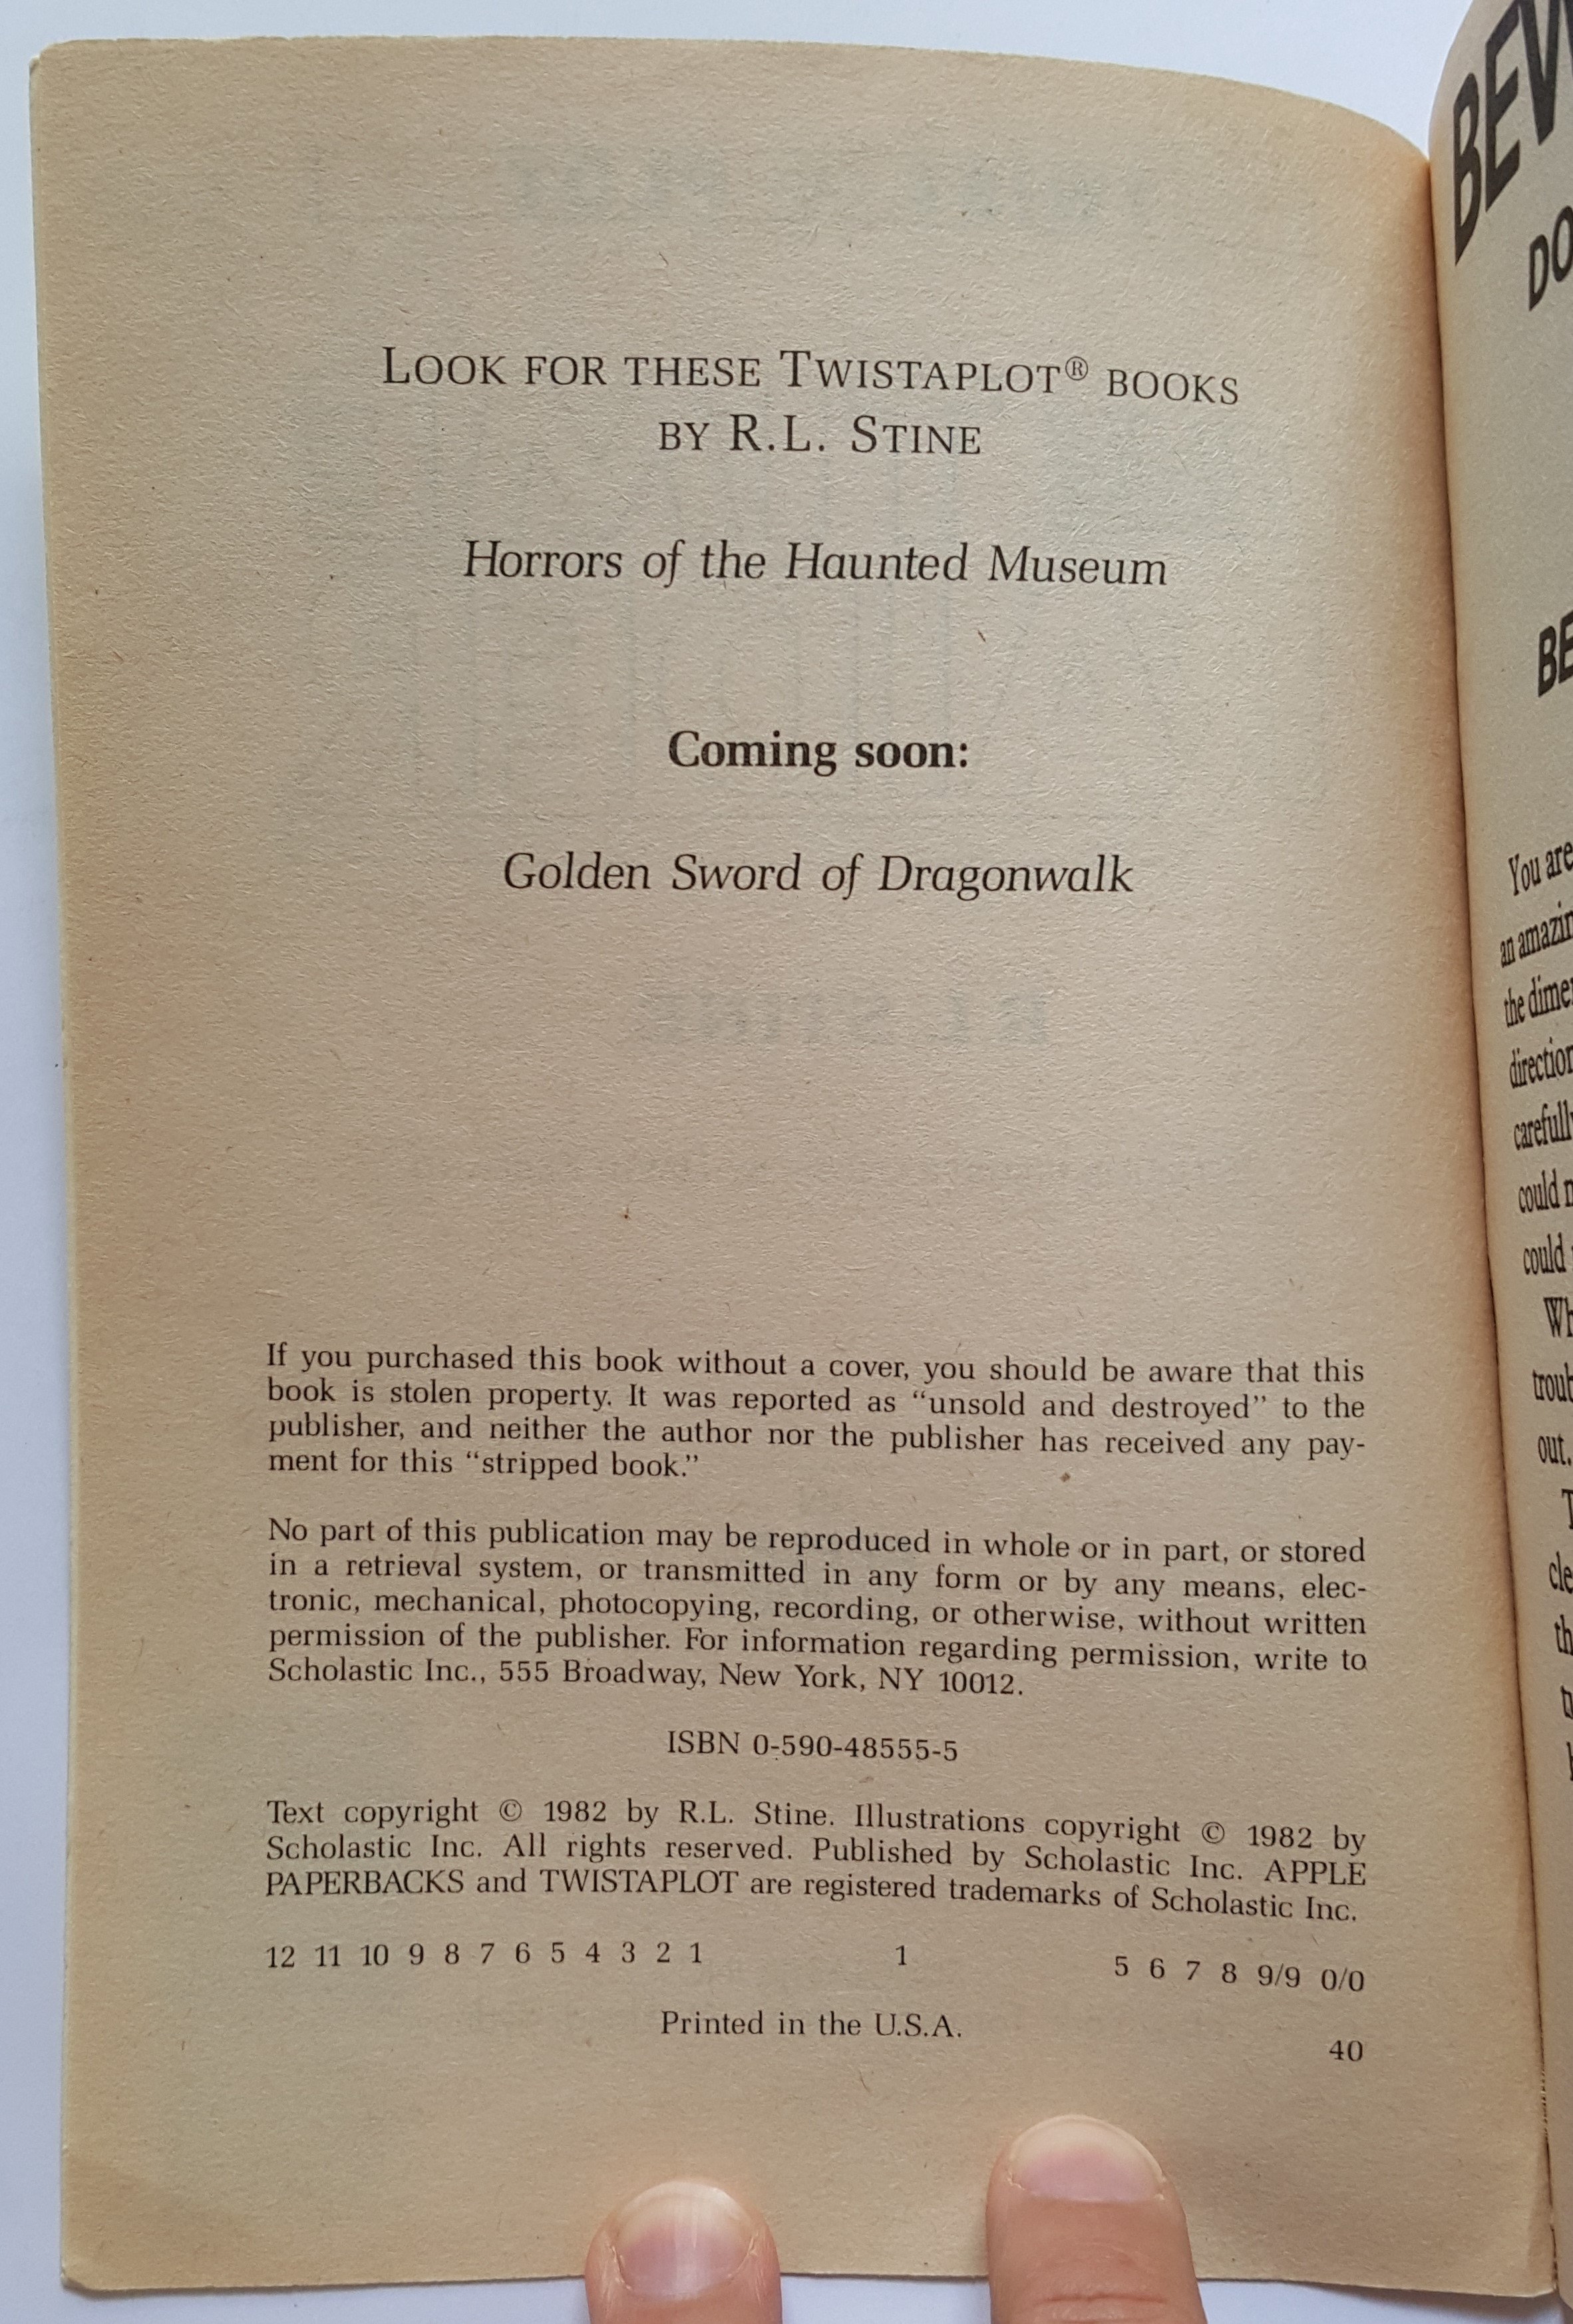 LOOK FOR THESE TWISTAPLOT® BOOKS
BY R.L. STINE
Horrors of the Haunted Museum
Coming soon:
Golden Sword of Dragonwalk
If you purchased this book without a cover, you should be aware that this
book is stolen property. It was reported as “unsold and destroyed” to the
publisher, and neither the author nor the publisher has received any pay-
ment for this “stripped book.”
No part of this publication may be reproduced in whole or in part, or stored
in a retrieval system, or transmitted in any form or by any means, elec-
tronic, mechanical, photocopying, recording, or otherwise, without written
permission of the publisher. For information regarding permission, write to
Scholastic Inc., 555 Broadway, New York, NY 10012.
ISBN 0-590-48555-5
Text copyright © 1982 by R.L. Stine. Illustrations copyright © 1982 by
Scholastic Inc. All rights reserved. Published by Scholastic Inc. APPLE
PAPERBACKS and TWISTAPLOT are registered trademarks of Scholastic Inc.
12 11 10 9 8 7 6 5 4 3 2 1 1 5 6 7 8 9/9 0/0
Printed in the U.S.A.
40
DO
BE
You are
the
could
could
out.